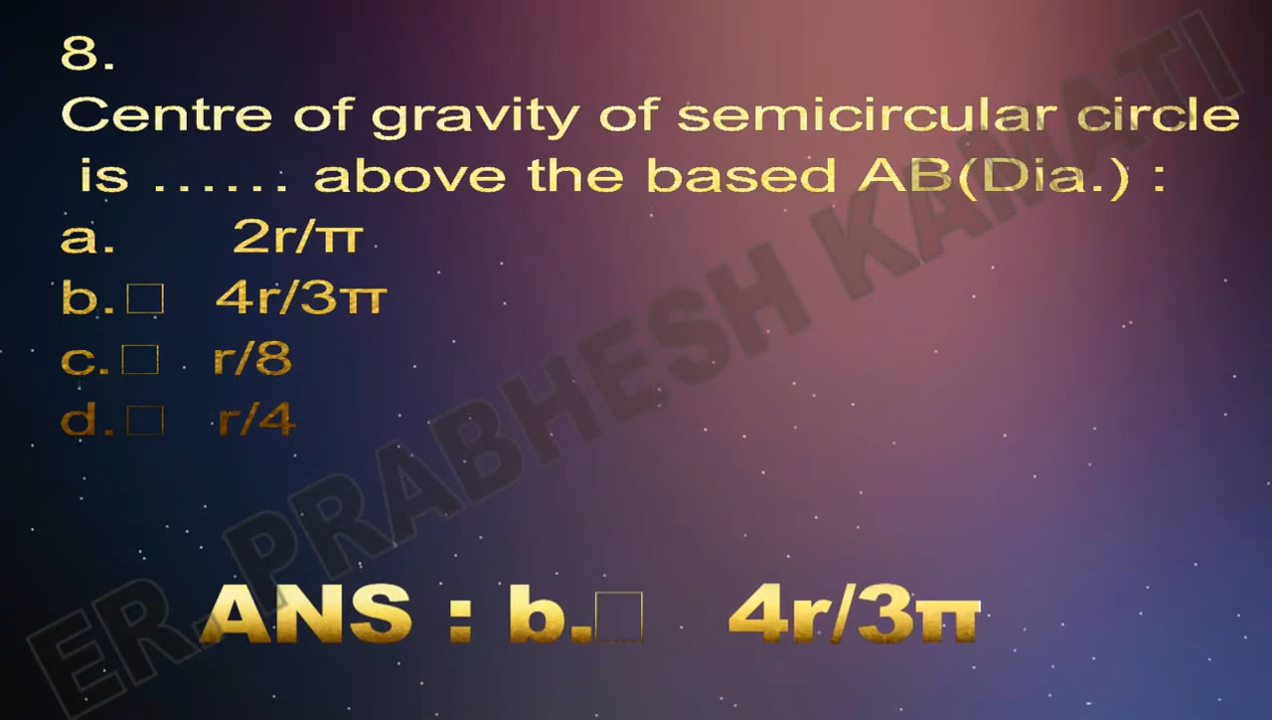 8.
Centre of gravity of semicircular circle
is ...... above the based AB(Dia.) :
a. 2r/π
b.□ 4r/3π
c.□ r/8
d.□ r/4
ANS : b.□ 4r/3π
ER. PRABHESH KAMATI